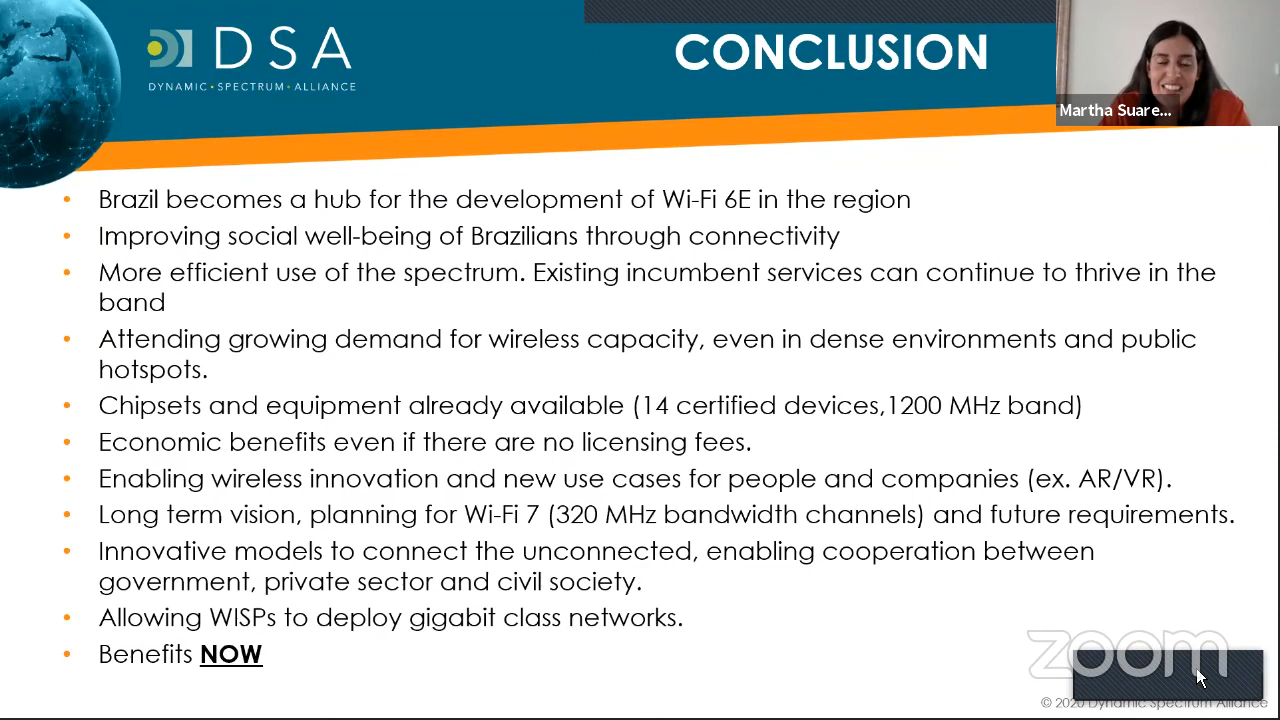 DSA
DYNAMIC • SPECTRUM • ALLIANCE
CONCLUSION
Martha Suare...
• Brazil becomes a hub for the development of Wi-Fi 6E in the region
• Improving social well-being of Brazilians through connectivity
• More efficient use of the spectrum. Existing incumbent services can continue to thrive in the
band
• Attending growing demand for wireless capacity, even in dense environments and public
hotspots.
• Chipsets and equipment already available (14 certified devices,1200 MHz band)
• Economic benefits even if there are no licensing fees.
• Enabling wireless innovation and new use cases for people and companies (ex. AR/VR).
• Long term vision, planning for Wi-Fi 7 (320 MHz bandwidth channels) and future requirements.
• Innovative models to connect the unconnected, enabling cooperation between
government, private sector and civil society.
• Allowing WISPs to deploy gigabit class networks.
• Benefits NOW
zoom
© 2020 Dynamic Spectrum Alliance